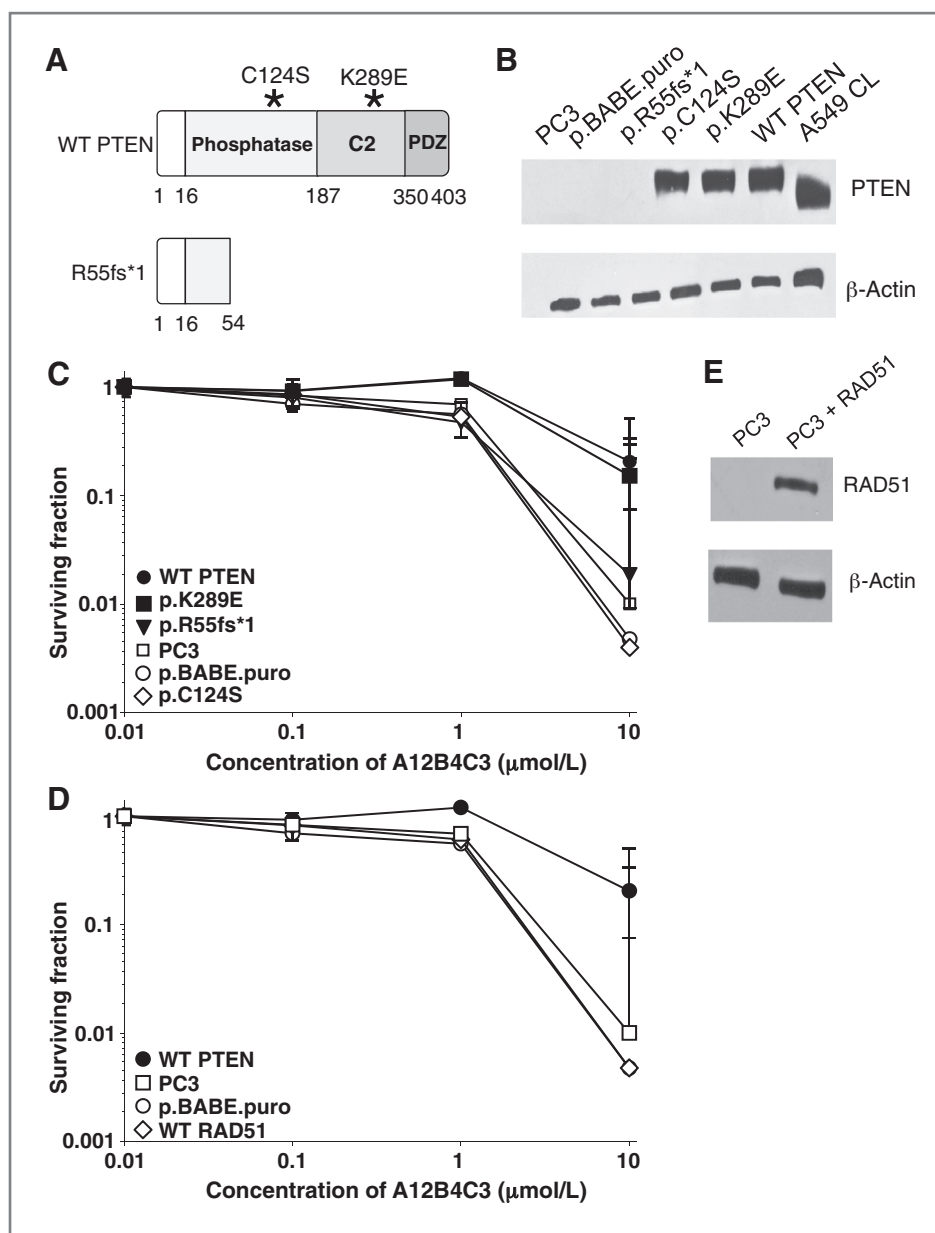 A
C124S K289E
* *
WT PTEN
Phosphatase C2 PDZ
1 16 187 350 403
R55fs*1
1 16 54
B
PC3
p.BABE.puro
p.R55fs*1
p.C124S
p.K289E
WT PTEN
A549 CL
PTEN
β-Actin
C
Surviving fraction
1
0.1
0.01
0.001
WT PTEN
p.K289E
p.R55fs*1
PC3
p.BABE.puro
p.C124S
0.01 0.1 1 10
Concentration of A12B4C3 (μmol/L)
D
Surviving fraction
1
0.1
0.01
0.001
WT PTEN
PC3
p.BABE.puro
WT RAD51
0.01 0.1 1 10
Concentration of A12B4C3 (μmol/L)
E
PC3
PC3 + RAD51
RAD51
β-Actin